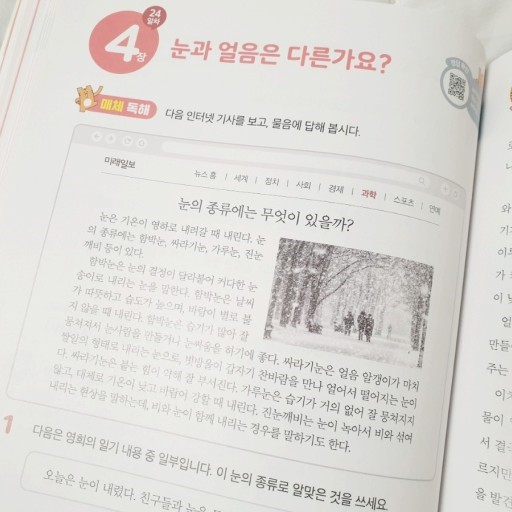 24
일차
4장
눈과 얼음은 다른가요?
매체 독해
다음 인터넷 기사를 보고, 물음에 답해 봅시다.
미래일보
뉴스 홈 | 세계 | 정치 | 사회 | 경제 | 과학 | 스포츠 | 연예
눈의 종류에는 무엇이 있을까?
눈은 기온이 영하로 내려갈 때 내린다. 눈
의 종류에는 함박눈, 싸라기눈, 가루눈, 진눈
깨비 등이 있다.
함박눈은 눈의 결정이 달라붙어 커다란 눈
송이로 내리는 눈을 말한다. 함박눈은 날씨
가 따뜻하고 습도가 높으며, 바람이 별로 불
지 않을 때 내린다. 함박눈은 습기가 많아 잘
뭉쳐져서 눈사람을 만들거나 눈싸움을 하기에 좋다. 싸라기눈은 얼음 알갱이가 마치
쌀알의 형태로 내리는 눈으로, 빗방울이 갑자기 찬바람을 만나 얼어서 떨어지는 눈이
다. 싸라기눈은 붙는 힘이 약해 잘 부서진다. 가루눈은 습기가 거의 없어 잘 뭉쳐지지
않고, 대체로 기온이 낮고 바람이 강할 때 내린다. 진눈깨비는 눈이 녹아서 비와 섞여
내리는 현상을 말하는데, 비와 눈이 함께 내리는 경우를 말하기도 한다.
1
다음은 영희의 일기 내용 중 일부입니다. 이 눈의 종류로 알맞은 것을 쓰세요.
오늘은 눈이 내렸다. 친구들과 눈은